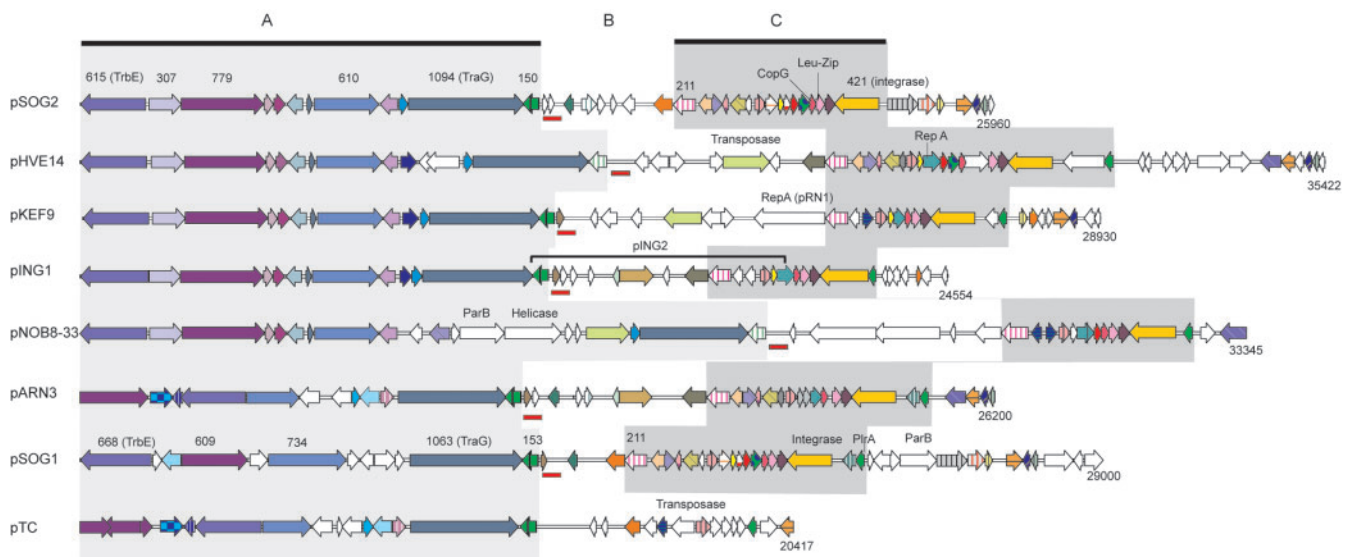 A B C
615 (TrbE) 307 779 610 1094 (TraG) 150 211 CopG Leu-Zip 421 (integrase)
pSOG2 25960
Transposase Rep A
pHVE14 35422
RepA (pRN1)
pKEF9 28930
pING2
pING1 24554
ParB Helicase
pNOB8-33 33345
pARN3 26200
668 (TrbE) 609 734 1063 (TraG) 153 211 Integrase PlrA ParB
pSOG1 29000
Transposase
pTC 20417